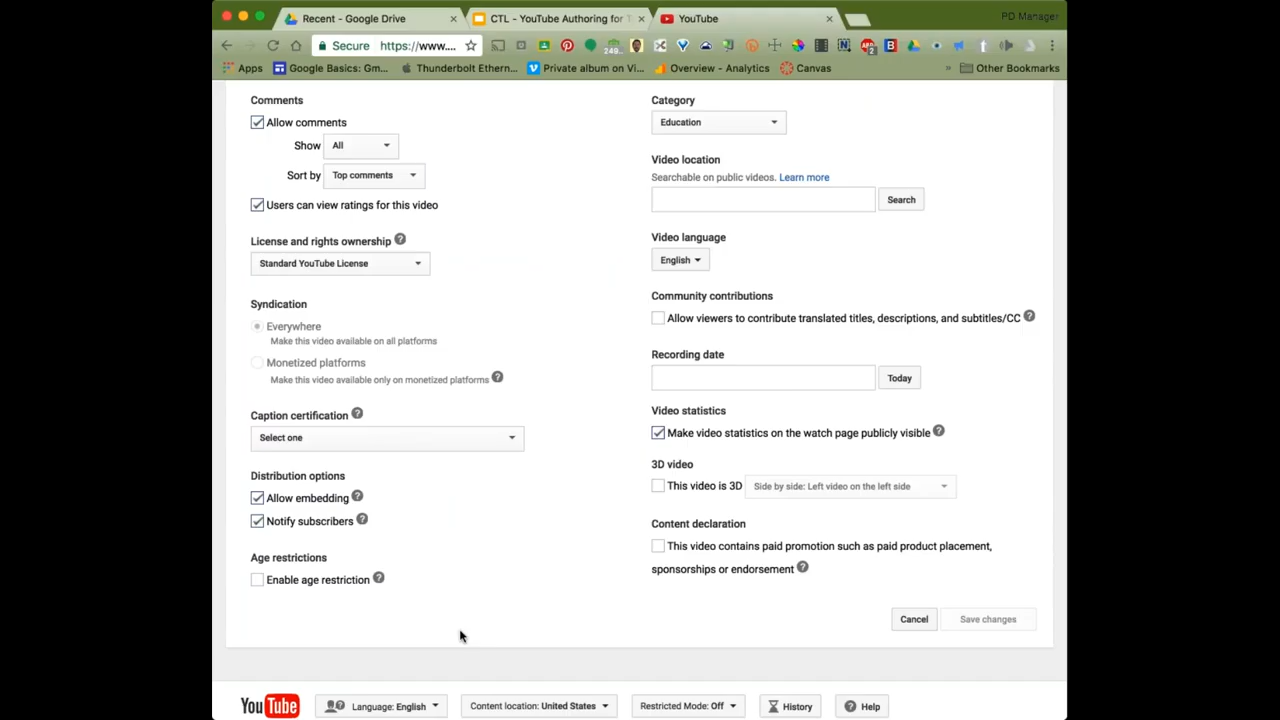 Recent - Google Drive
CTL - YouTube Authoring for T
YouTube
PD Manager
Secure https://www....
Apps
Google Basics: Gm...
Thunderbolt Ethern...
Private album on Vi...
Overview - Analytics
Canvas
» Other Bookmarks
Comments
Allow comments
Show All
Sort by Top comments
Users can view ratings for this video
License and rights ownership ?
Standard YouTube License
Syndication
Everywhere
Make this video available on all platforms
Monetized platforms
Make this video available only on monetized platforms ?
Caption certification ?
Select one
Distribution options
Allow embedding ?
Notify subscribers ?
Age restrictions
Enable age restriction ?
Category
Education
Video location
Searchable on public videos. Learn more
Search
Video language
English
Community contributions
Allow viewers to contribute translated titles, descriptions, and subtitles/CC ?
Recording date
Today
Video statistics
Make video statistics on the watch page publicly visible ?
3D video
This video is 3D Side by side: Left video on the left side
Content declaration
This video contains paid promotion such as paid product placement,
sponsorships or endorsement ?
Cancel Save changes
YouTube Language: English Content location: United States Restricted Mode: Off History ? Help